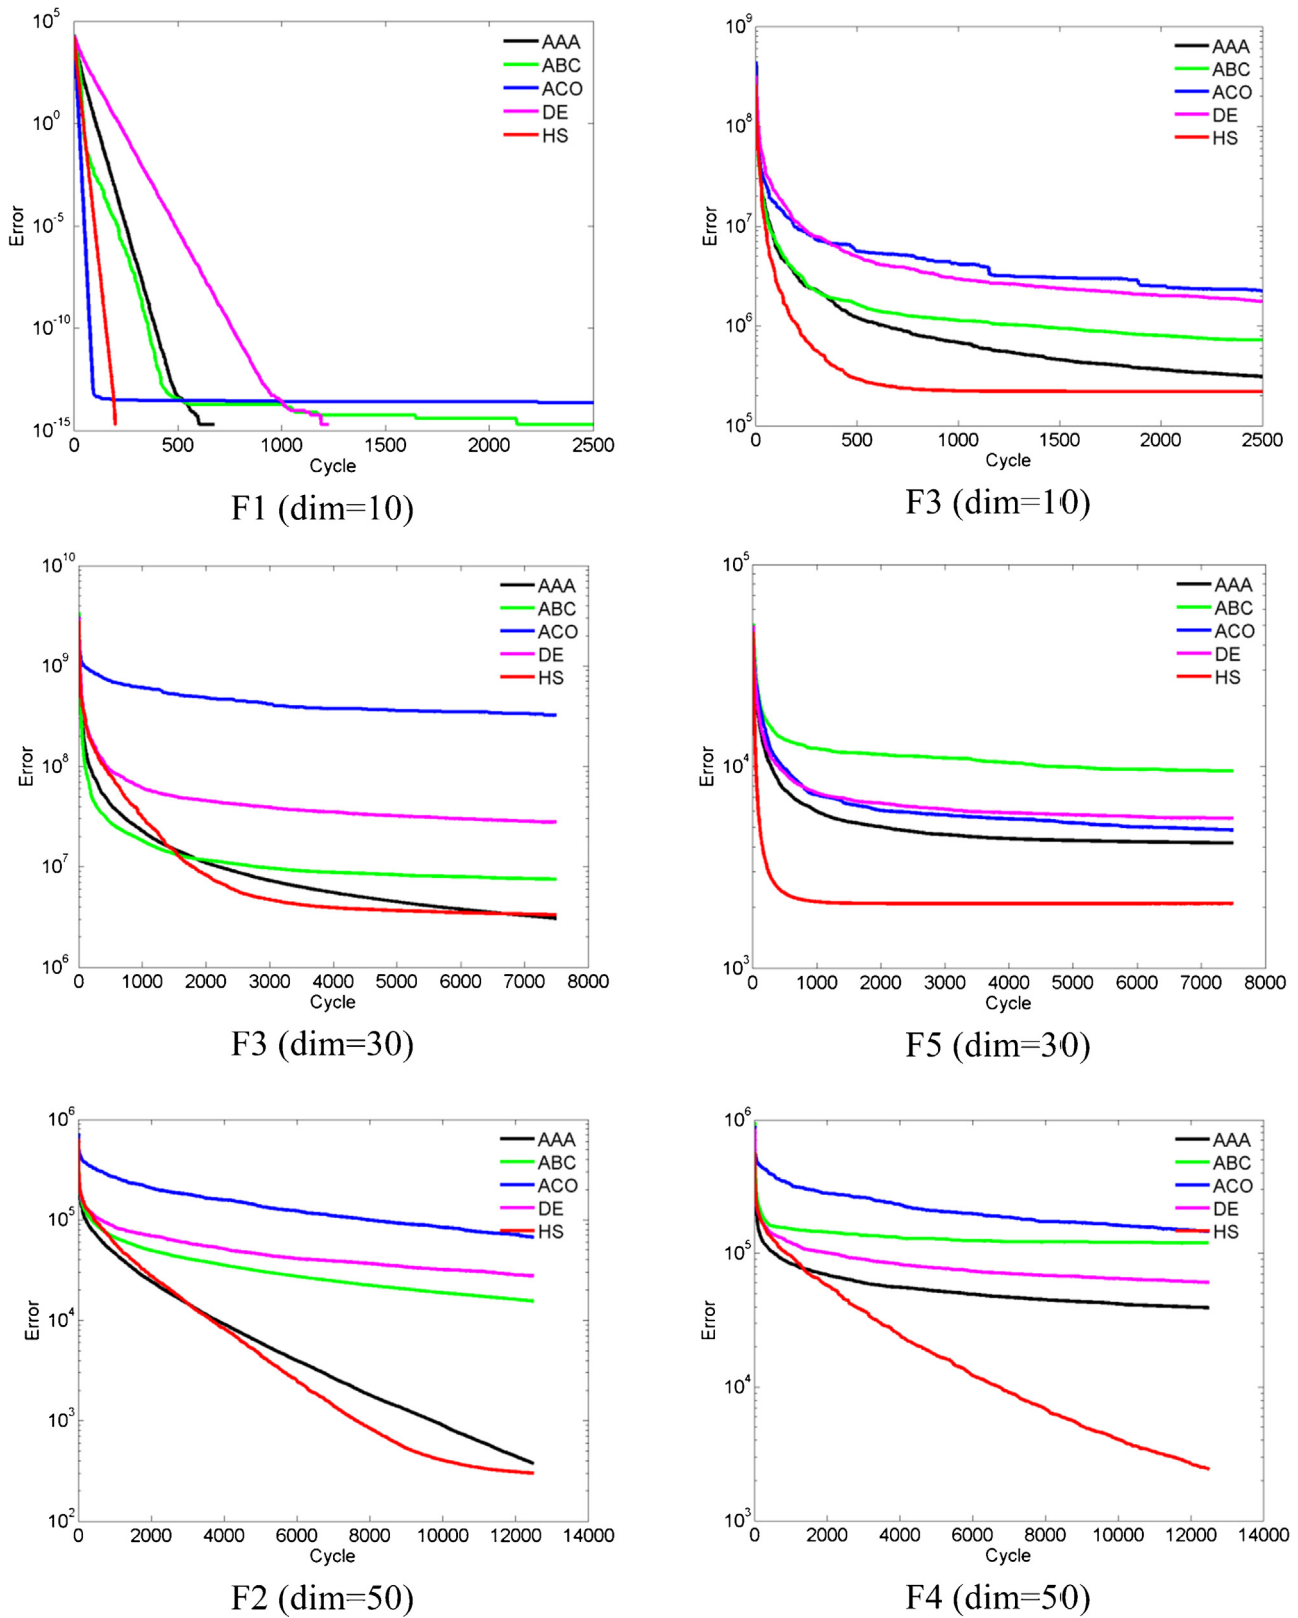 10^5
10^0
10^-5
10^-10
10^-15
Error
0 500 1000 1500 2000 2500
Cycle
AAA
ABC
ACO
DE
HS
F1 (dim=10)
10^9
10^8
10^7
10^6
10^5
Error
0 500 1000 1500 2000 2500
Cycle
AAA
ABC
ACO
DE
HS
F3 (dim=10)
10^10
10^9
10^8
10^7
10^6
Error
0 1000 2000 3000 4000 5000 6000 7000 8000
Cycle
AAA
ABC
ACO
DE
HS
F3 (dim=30)
10^5
10^4
10^3
Error
0 1000 2000 3000 4000 5000 6000 7000 8000
Cycle
AAA
ABC
ACO
DE
HS
F5 (dim=30)
10^6
10^5
10^4
10^3
10^2
Error
0 2000 4000 6000 8000 10000 12000 14000
Cycle
AAA
ABC
ACO
DE
HS
F2 (dim=50)
10^6
10^5
10^4
10^3
Error
0 2000 4000 6000 8000 10000 12000 14000
Cycle
AAA
ABC
ACO
DE
HS
F4 (dim=50)